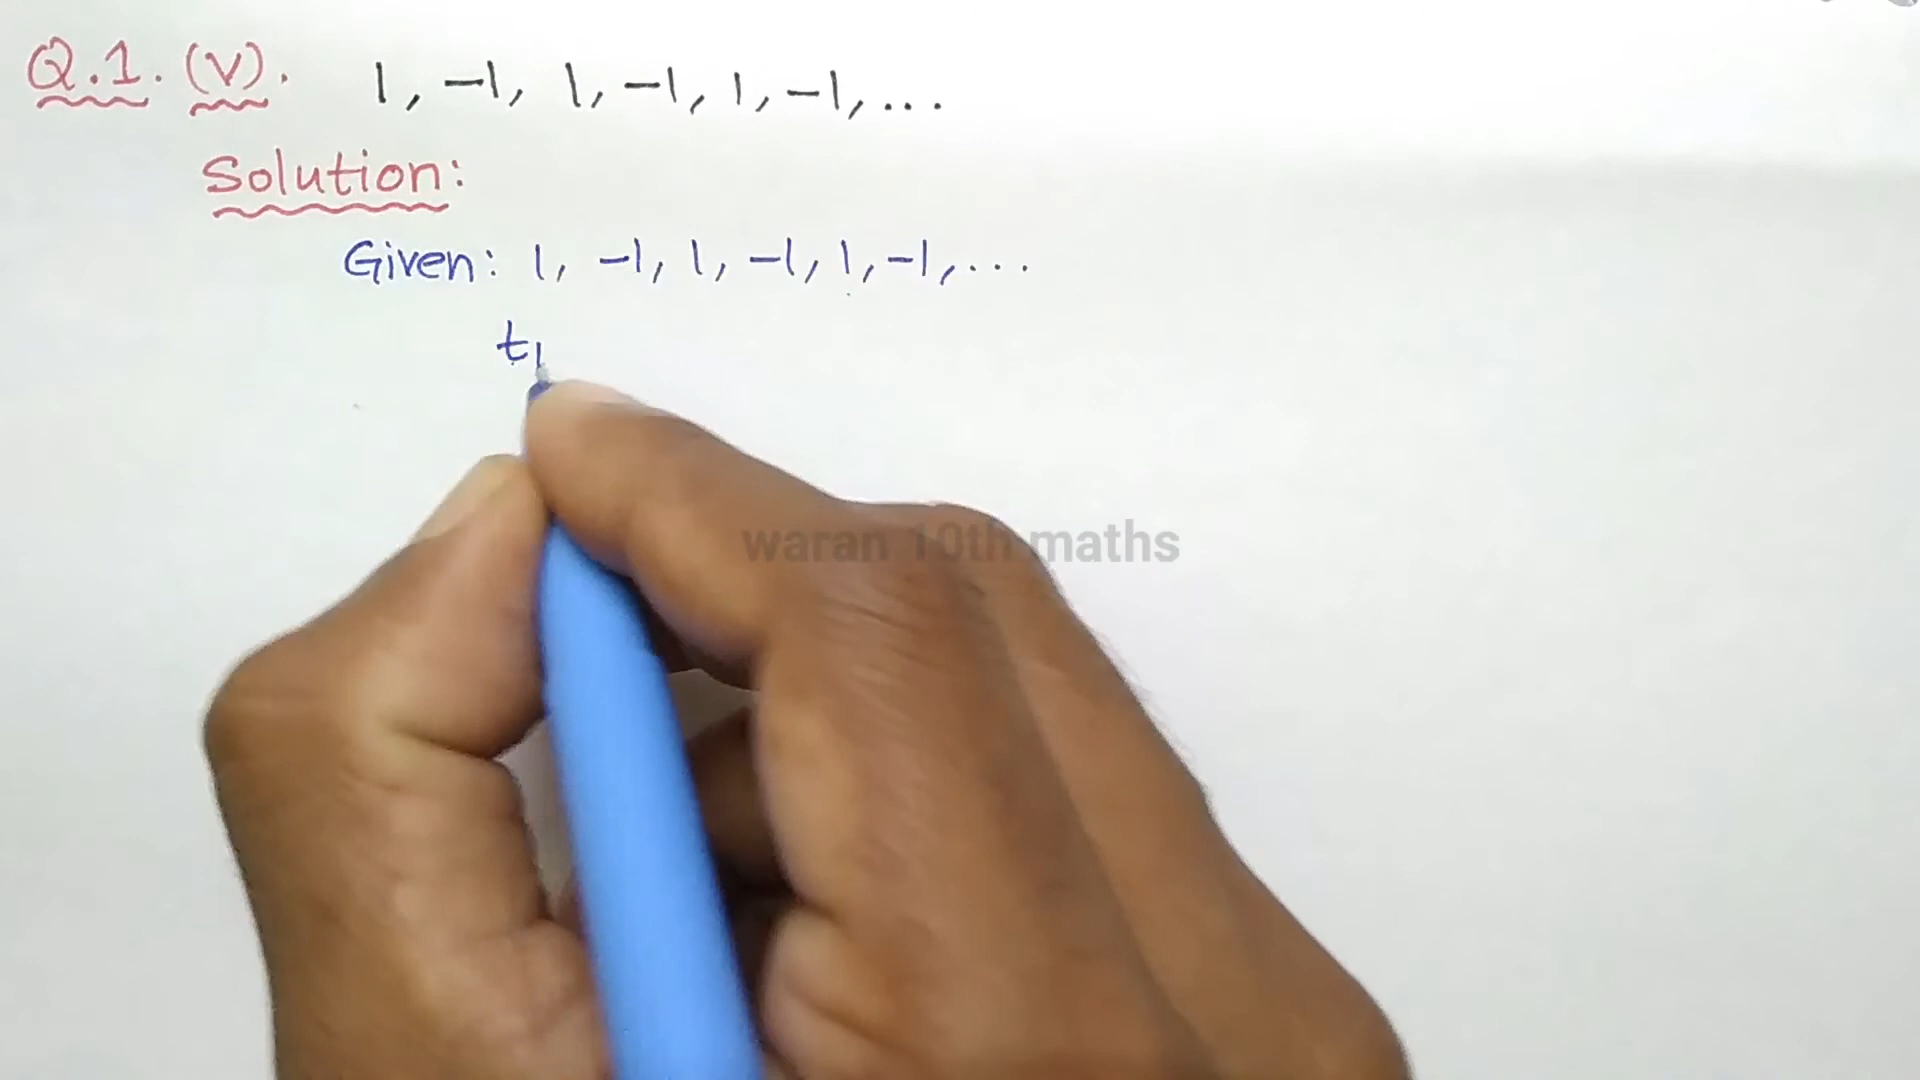 Q.1. (V). 1, -1, 1, -1, 1, -1, ...
Solution:
Given: 1, -1, 1, -1, 1, -1, ...
t1
waran 10th maths